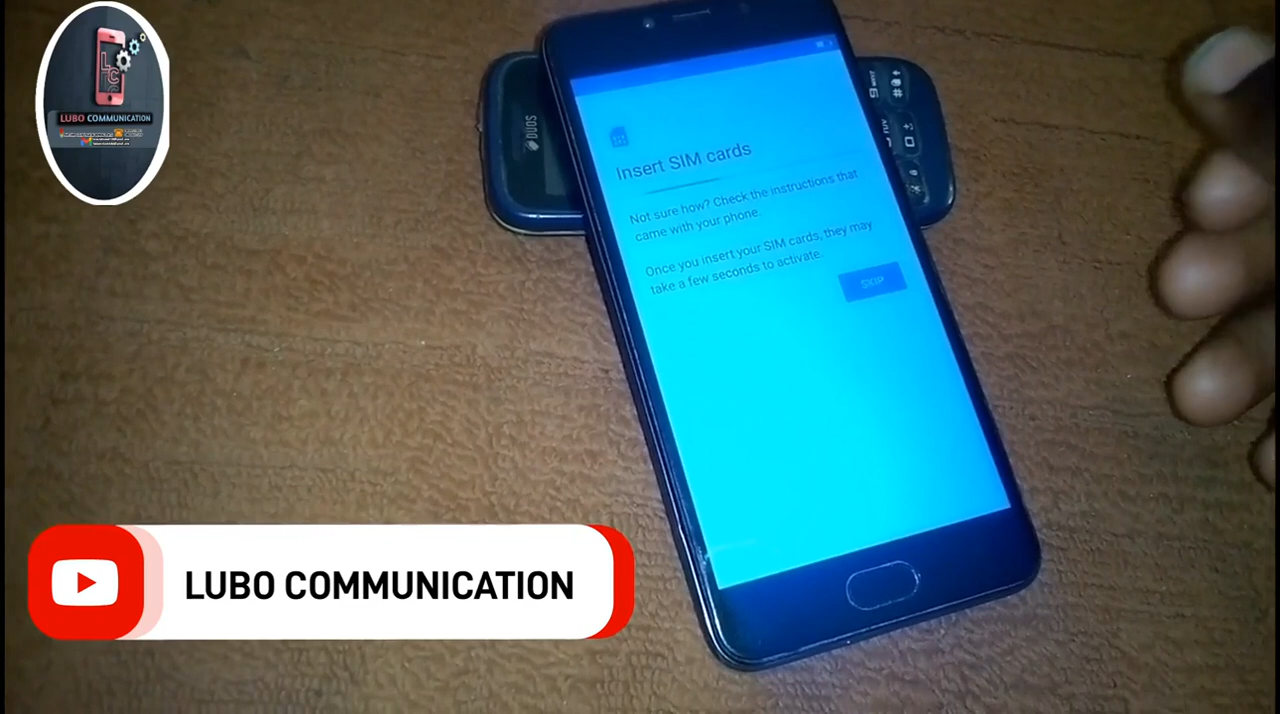 LC
LUBO COMMUNICATION
DUOS
Insert SIM cards
Not sure how? Check the instructions that
came with your phone.
Once you insert your SIM cards, they may
take a few seconds to activate.
SKIP
LUBO COMMUNICATION